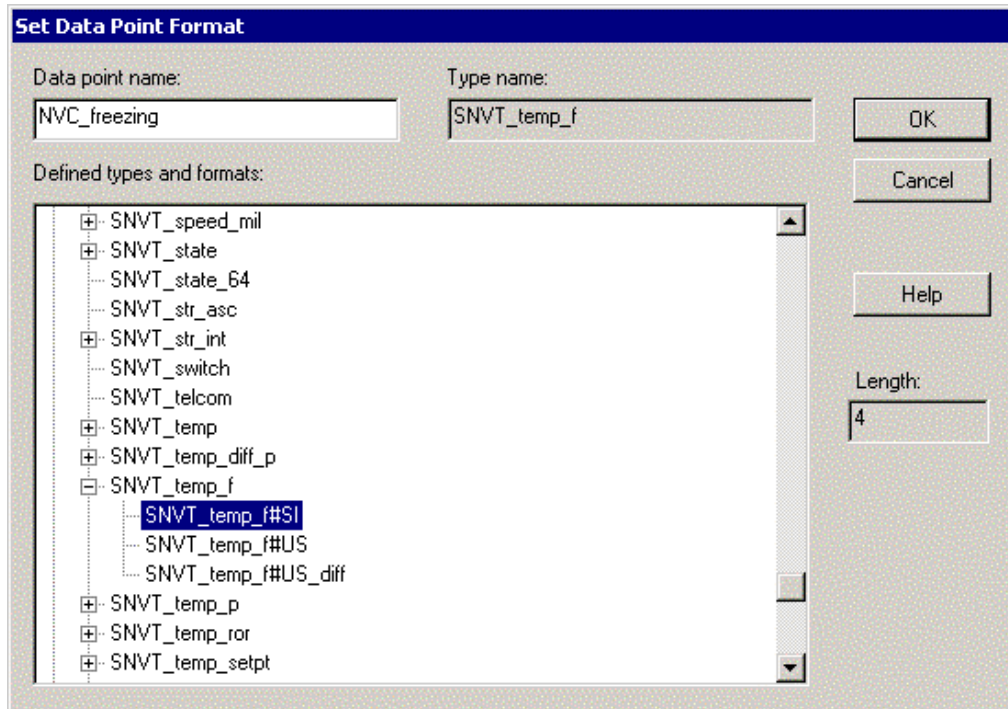 Set Data Point Format
Data point name:
Type name:
NVC_freezing
SNVT_temp_f
OK
Defined types and formats:
Cancel
SNVT_speed_mil
SNVT_state
SNVT_state_64
SNVT_str_asc
SNVT_str_int
SNVT_switch
SNVT_telcom
SNVT_temp
SNVT_temp_diff_p
SNVT_temp_f
SNVT_temp_f#SI
SNVT_temp_f#US
SNVT_temp_f#US_diff
SNVT_temp_p
SNVT_temp_ror
SNVT_temp_setpt
Help
Length:
4